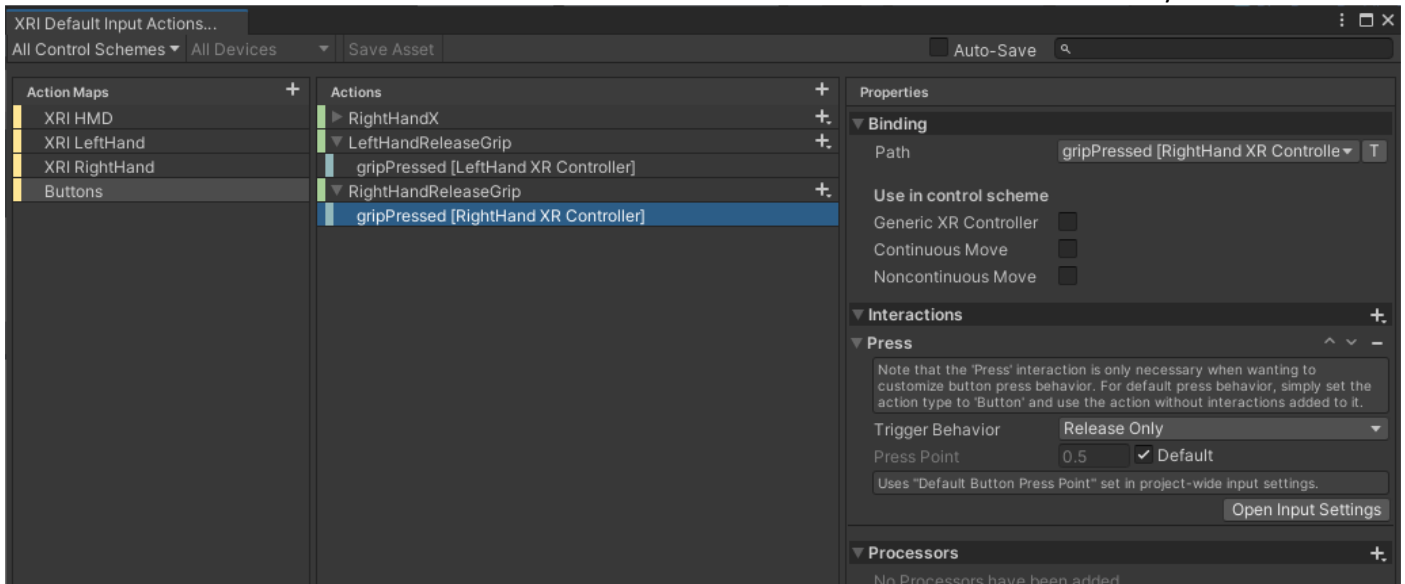 XRI Default Input Actions...
All Control Schemes All Devices Save Asset Auto-Save
Action Maps
XRI HMD
XRI LeftHand
XRI RightHand
Buttons
Actions
RightHandX
LeftHandReleaseGrip
gripPressed [LeftHand XR Controller]
RightHandReleaseGrip
gripPressed [RightHand XR Controller]
Properties
Binding
Path gripPressed [RightHand XR Controlle T
Use in control scheme
Generic XR Controller
Continuous Move
Noncontinuous Move
Interactions
Press
Note that the 'Press' interaction is only necessary when wanting to
customize button press behavior. For default press behavior, simply set the
action type to 'Button' and use the action without interactions added to it.
Trigger Behavior Release Only
Press Point 0.5 Default
Uses "Default Button Press Point" set in project-wide input settings.
Open Input Settings
Processors
No Processors have been added.